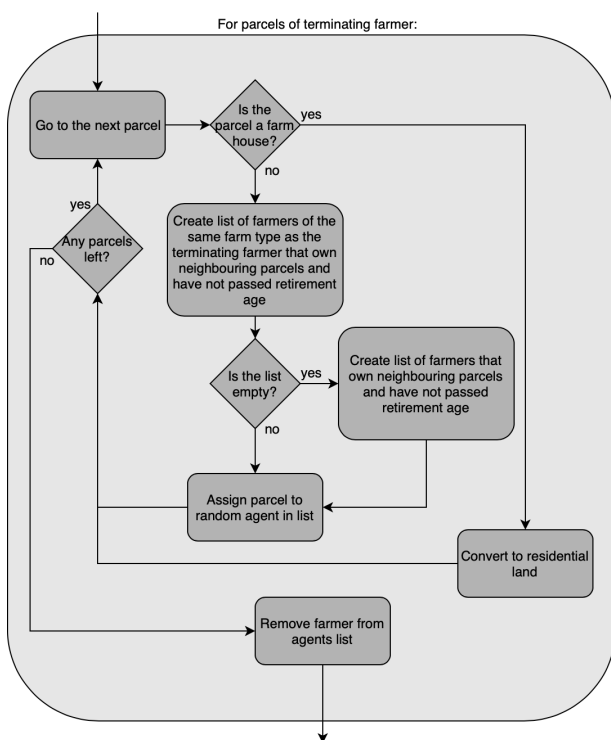 For parcels of terminating farmer:
Go to the next parcel
Is the
parcel a farm
house?
yes
no
yes
Any parcels
left?
no
Create list of farmers of the
same farm type as the
terminating farmer that own
neighbouring parcels and
have not passed retirement
age
Is the list
empty?
yes
no
Create list of farmers that
own neighbouring parcels
and have not passed
retirement age
Assign parcel to
random agent in list
Convert to residential
land
Remove farmer from
agents list